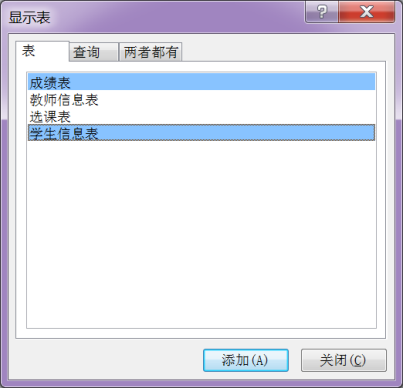 显示表
表 查询 两者都有
成绩表
教师信息表
选课表
学生信息表
添加(A) 关闭(C)